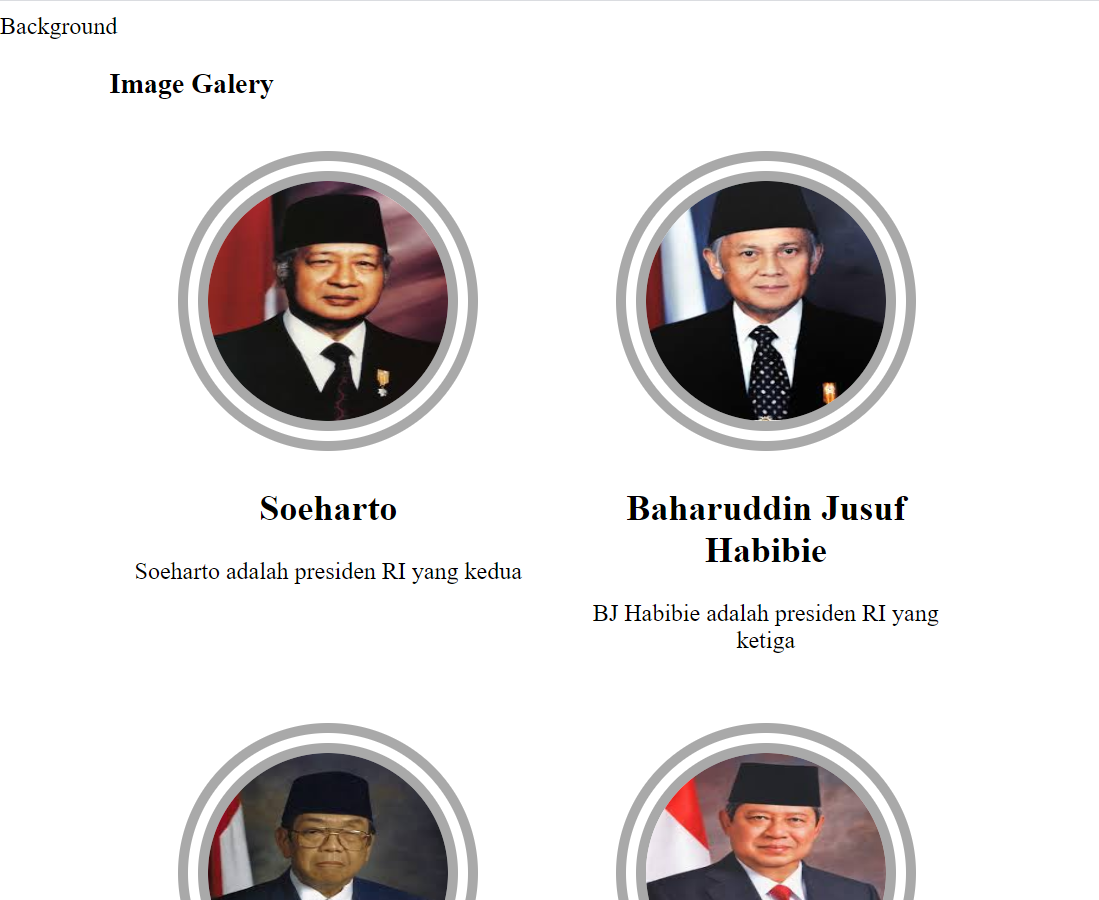 Background
Image Galery
Soeharto
Soeharto adalah presiden RI yang kedua
Baharuddin Jusuf
Habibie
BJ Habibie adalah presiden RI yang
ketiga